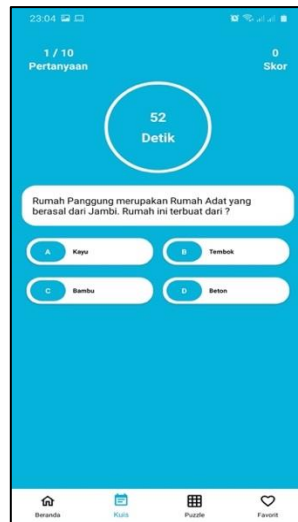 23:04
1 / 10
Pertanyaan
0
Skor
52
Detik
Rumah Panggung merupakan Rumah Adat yang
berasal dari Jambi. Rumah ini terbuat dari ?
A Kayu
B Tembok
C Bambu
D Beton
Beranda
Kuis
Puzzle
Favorit